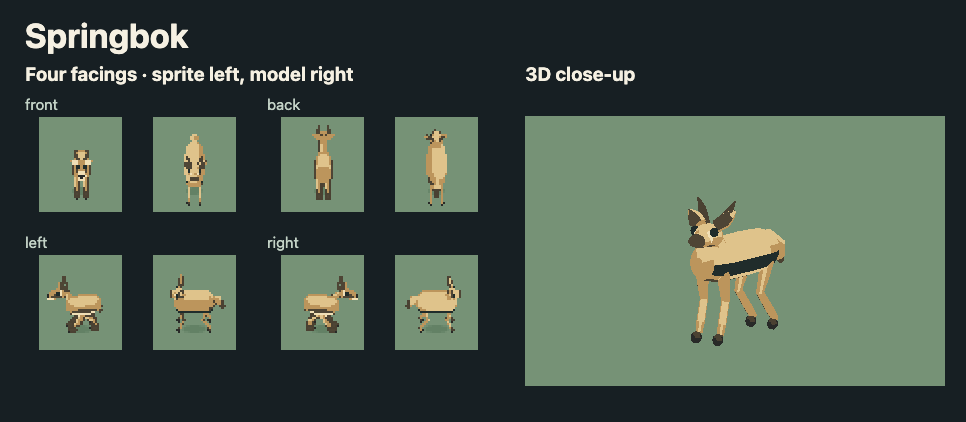 Springbok
Four facings · sprite left, model right
3D close-up
front
back
left
right